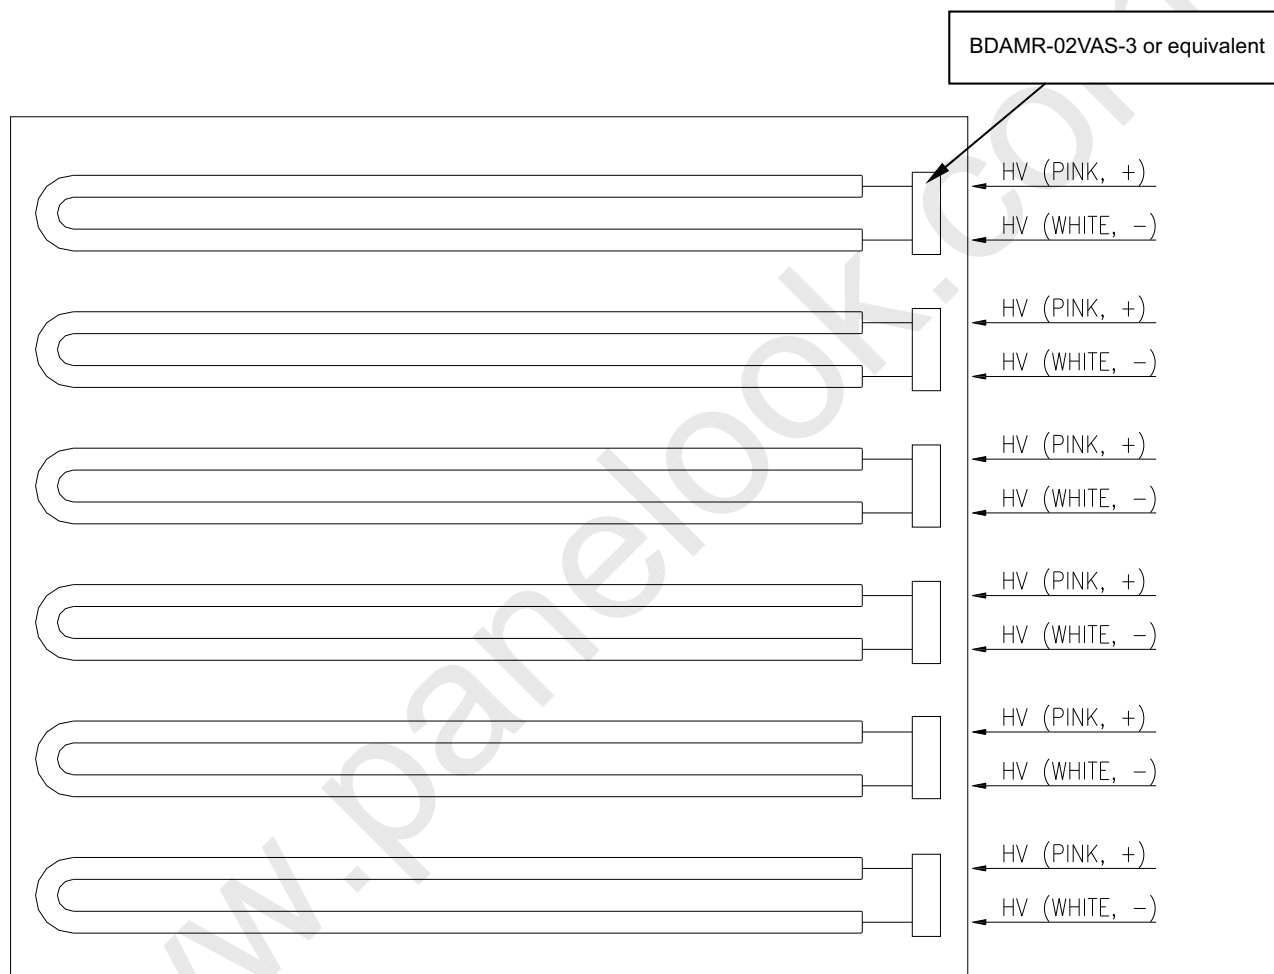 BDAMR-02VAS-3 or equivalent
HV (PINK, +)
HV (WHITE, -)
HV (PINK, +)
HV (WHITE, -)
HV (PINK, +)
HV (WHITE, -)
HV (PINK, +)
HV (WHITE, -)
HV (PINK, +)
HV (WHITE, -)
HV (PINK, +)
HV (WHITE, -)
w.panelook.com